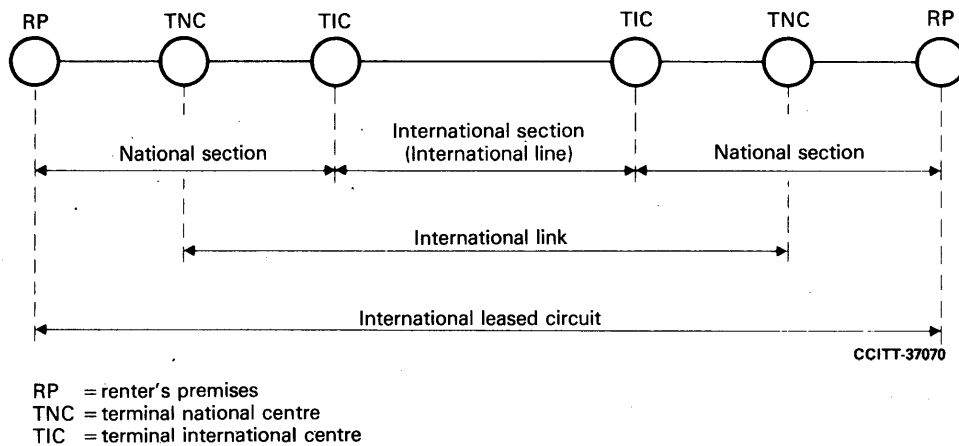 RP TNC TIC TIC TNC RP
National section
International section
(International line)
National section
International link
International leased circuit
CCITT-37070
RP = renter's premises
TNC = terminal national centre
TIC = terminal international centre